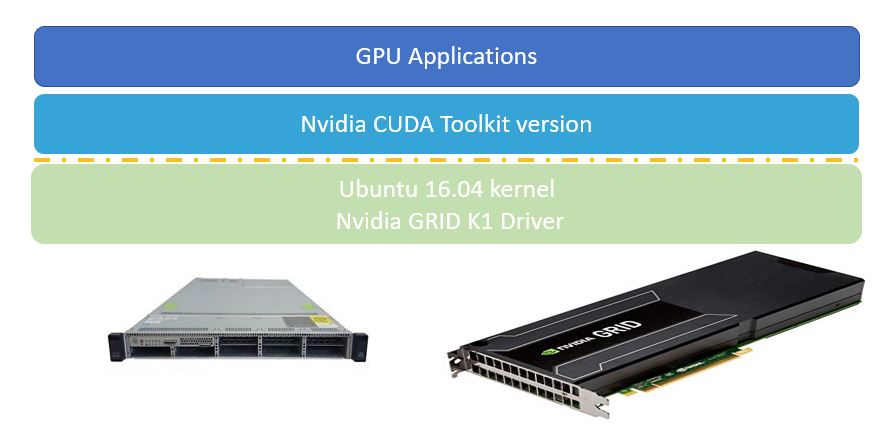 GPU Applications
Nvidia CUDA Toolkit version
Ubuntu 16.04 kernel
Nvidia GRID K1 Driver
NVIDIA GRID